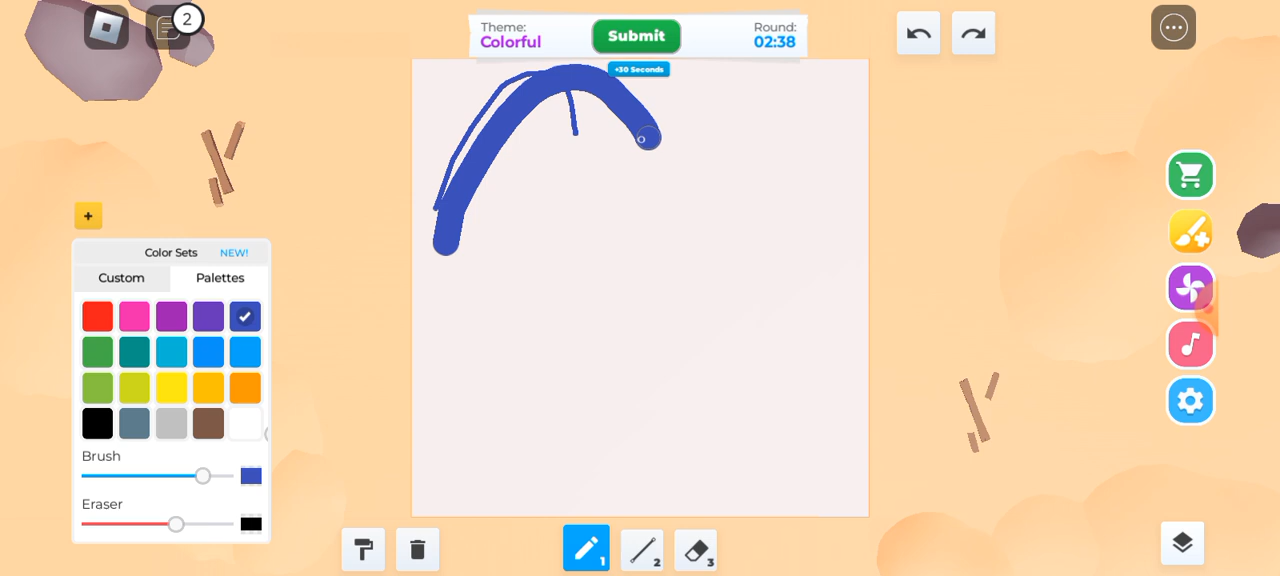 2
Theme:
Colorful
Submit
Round:
02:38
+30 Seconds
+
Color Sets NEW!
Custom Palettes
Brush
Eraser
1
2
3